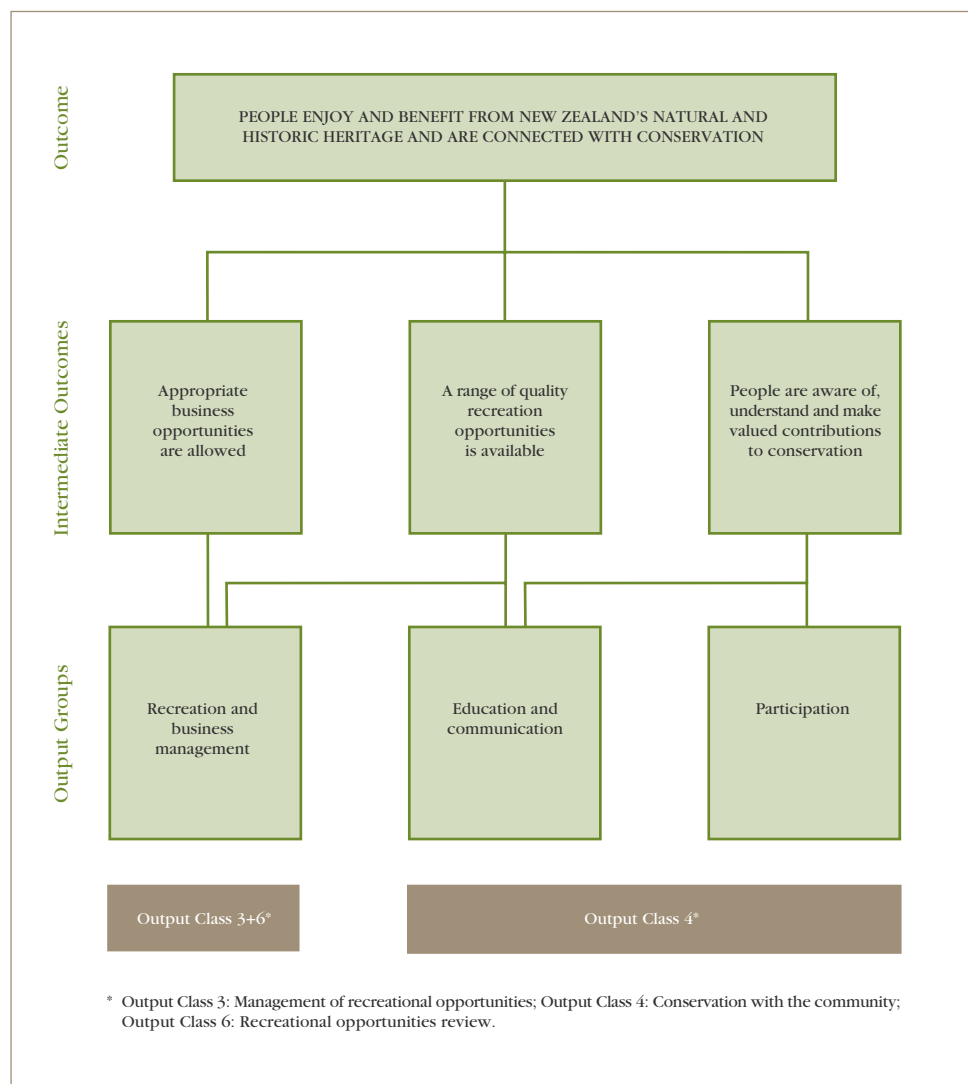 Outcome
PEOPLE ENJOY AND BENEFIT FROM NEW ZEALAND’S NATURAL AND
HISTORIC HERITAGE AND ARE CONNECTED WITH CONSERVATION
Intermediate Outcomes
Appropriate
business
opportunities
are allowed
A range of quality
recreation
opportunities
is available
People are aware of,
understand and make
valued contributions
to conservation
Output Groups
Recreation and
business
management
Education and
communication
Participation
Output Class 3+6*
Output Class 4*
* Output Class 3: Management of recreational opportunities; Output Class 4: Conservation with the community;
Output Class 6: Recreational opportunities review.